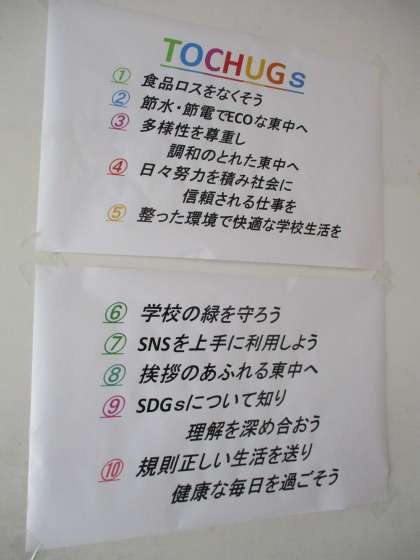 TOCHUGs
① 食品ロスをなくそう
② 節水・節電でECOな東中へ
③ 多様性を尊重し
調和のとれた東中へ
④ 日々努力を積み社会に
信頼される仕事を
⑤ 整った環境で快適な学校生活を
⑥ 学校の緑を守ろう
⑦ SNSを上手に利用しよう
⑧ 挨拶のあふれる東中へ
⑨ SDGsについて知り
理解を深め合おう
⑩ 規則正しい生活を送り
健康な毎日を過ごそう